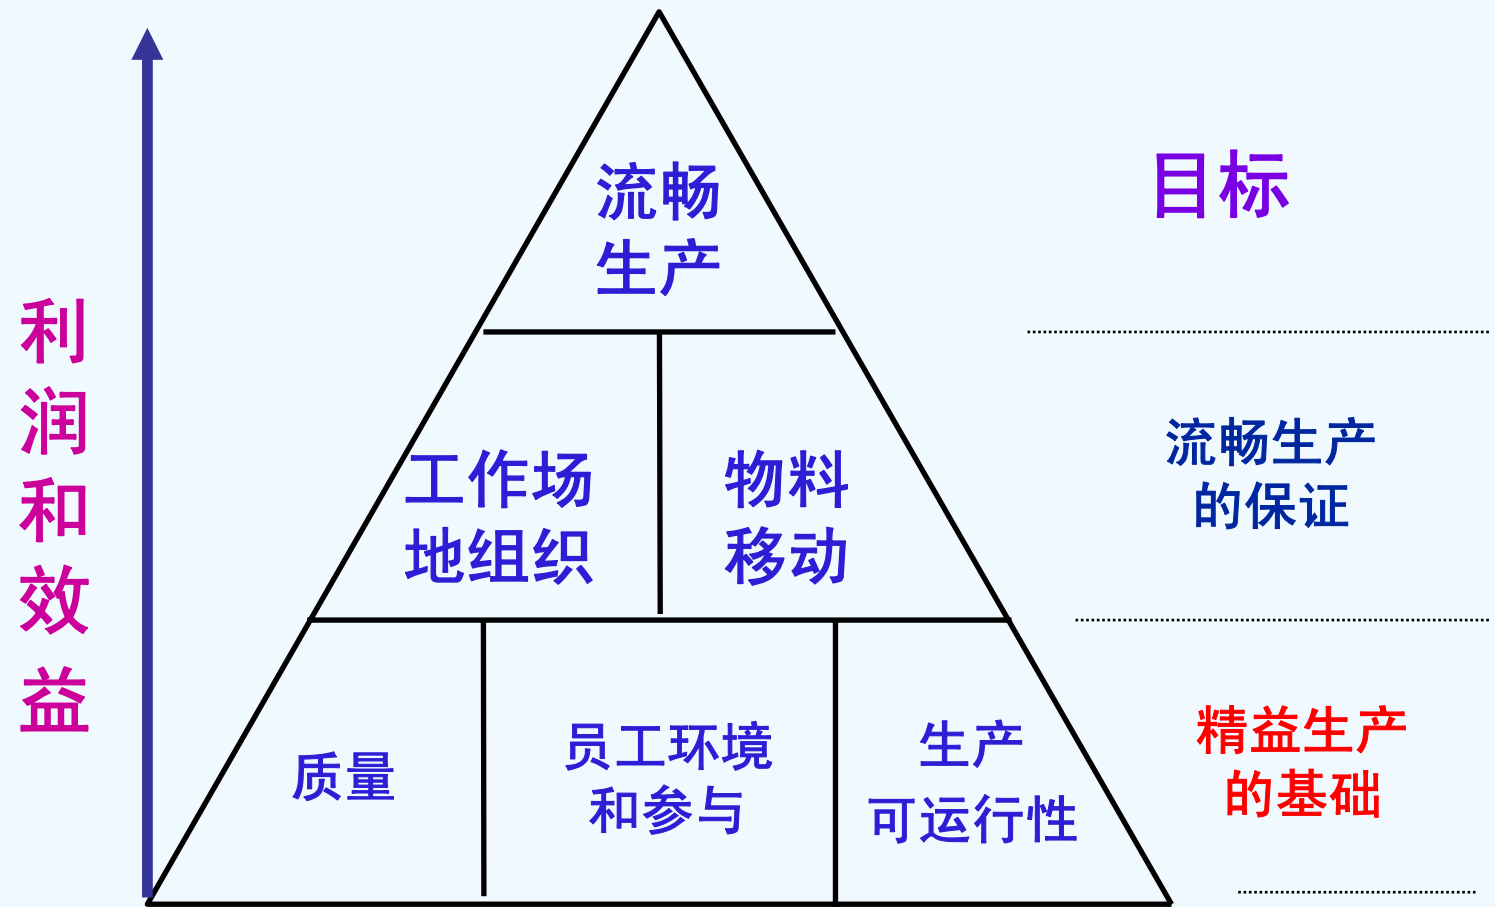 利润和效益
流畅
生产
目标
工作场
地组织
物料
移动
流畅生产
的保证
质量
员工环境
和参与
生产
可运行性
精益生产
的基础